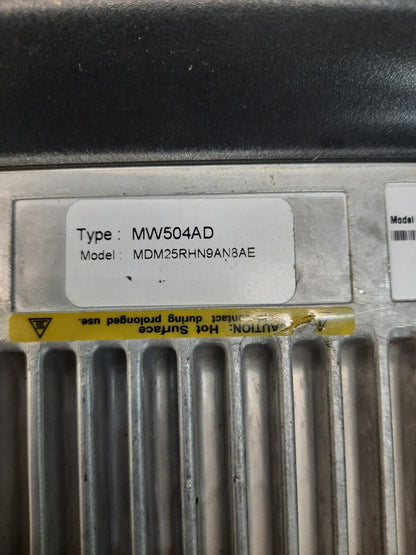 Type : MW504AD
Model : MDM25RHN9AN8AE
Model
CAUTION: Hot Surface
contact during prolonged use.